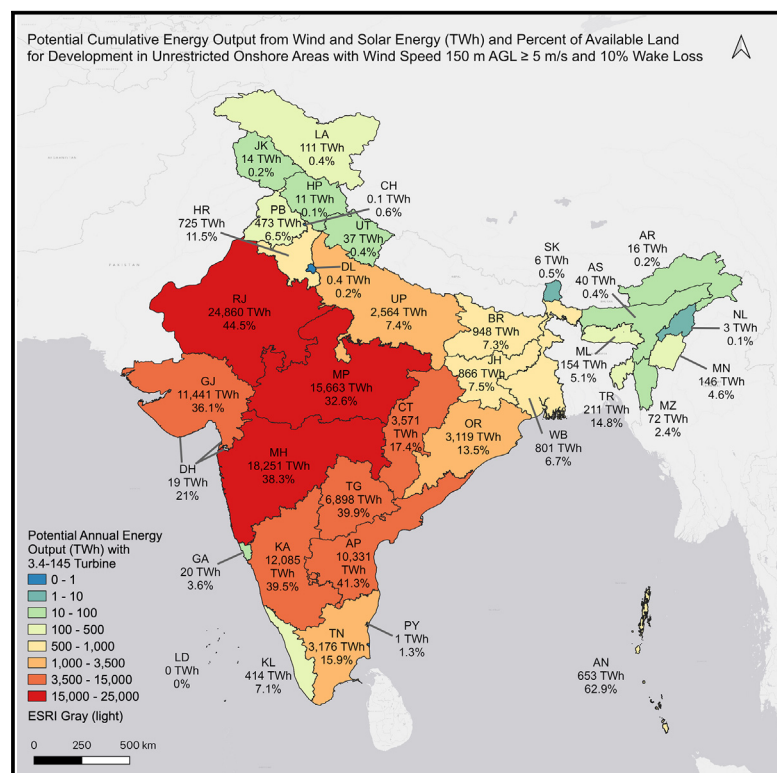 Potential Cumulative Energy Output from Wind and Solar Energy (TWh) and Percent of Available Land
for Development in Unrestricted Onshore Areas with Wind Speed 150 m AGL ≥ 5 m/s and 10% Wake Loss
LA
111 TWh
0.4%
JK
14 TWh
0.2%
HP
11 TWh
0.1%
CH
0.1 TWh
0.6%
HR
725 TWh
11.5%
PB
473 TWh
6.5%
UT
37 TWh
0.4%
DL
0.4 TWh
0.2%
SK
6 TWh
0.5%
AS
40 TWh
0.4%
AR
16 TWh
0.2%
NL
3 TWh
0.1%
RJ
24,860 TWh
44.5%
UP
2,564 TWh
7.4%
BR
948 TWh
7.3%
ML
154 TWh
5.1%
MN
146 TWh
4.6%
JH
866 TWh
7.5%
GJ
11,441 TWh
36.1%
MP
15,663 TWh
32.6%
TR
211 TWh
14.8%
MZ
72 TWh
2.4%
CT
3,571
TWh
17.4%
OR
3,119 TWh
13.5%
WB
801 TWh
6.7%
DH
19 TWh
21%
MH
18,251 TWh
38.3%
TG
6,898 TWh
39.9%
GA
20 TWh
3.6%
KA
12,085
TWh
39.5%
AP
10,331
TWh
41.3%
PY
1 TWh
1.3%
TN
3,176 TWh
15.9%
LD
0 TWh
0%
KL
414 TWh
7.1%
AN
653 TWh
62.9%
Potential Annual Energy
Output (TWh) with
3.4-145 Turbine
0 - 1
1 - 10
10 - 100
100 - 500
500 - 1,000
1,000 - 3,500
3,500 - 15,000
15,000 - 25,000
ESRI Gray (light)
0 250 500 km